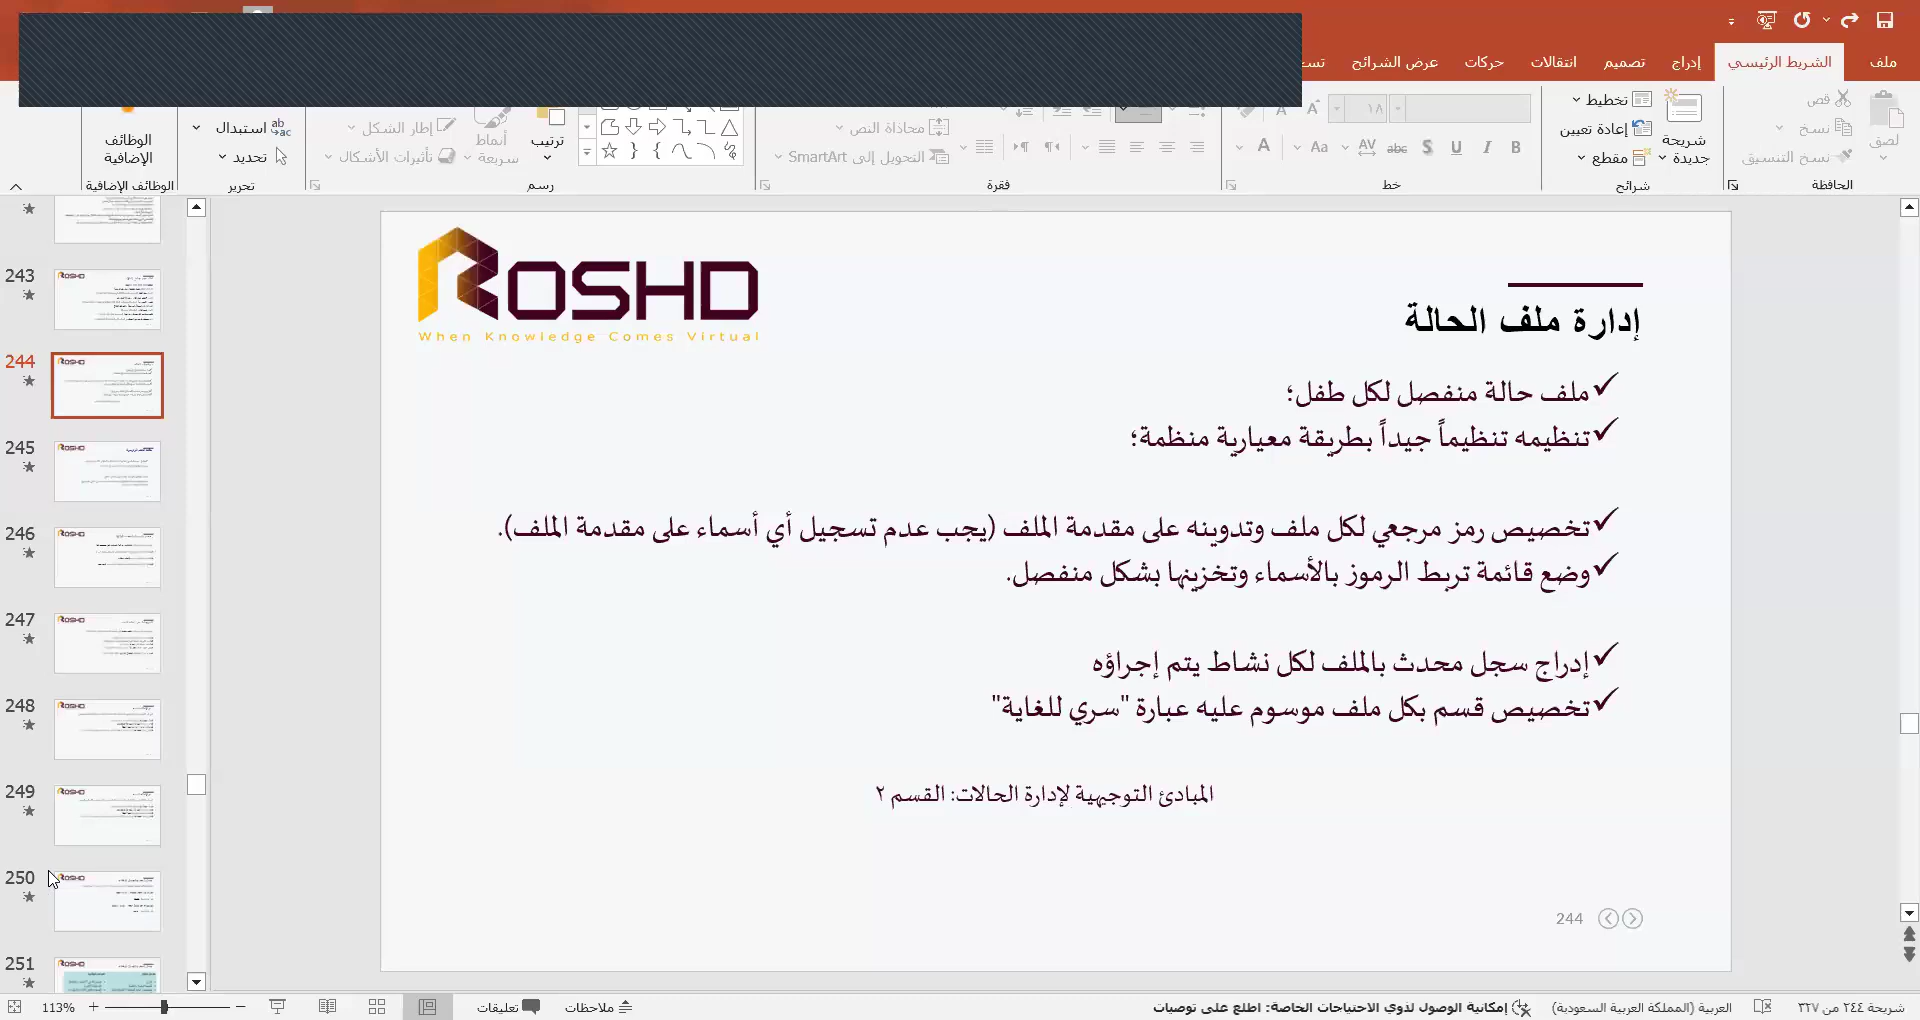 ملف
الشريط الرئيسي
إدراج
تصميم
انتقالات
حركات
عرض الشرائح
لصق
قص
نسخ
نسخ التنسيق
الحافظة
شريحة جديدة
تخطيط
إعادة تعيين
مقطع
شرائح
١٨
B I U S abc AV Aa A
خط
محاذاة النص
التحويل إلى SmartArt
فقرة
ترتيب
أنماط سريعة
إطار الشكل
تأثيرات الأشكال
رسم
استبدال
تحديد
تحرير
الوظائف الإضافية
الوظائف الإضافية
243
244
245
246
247
248
249
250
251
ROSHD
When Knowledge Comes Virtual
إدارة ملف الحالة
ملف حالة منفصل لكل طفل؛
تنظيمه تنظيماً جيداً بطريقة معيارية منظمة؛
تخصيص رمز مرجعي لكل ملف وتدوينه على مقدمة الملف (يجب عدم تسجيل أي أسماء على مقدمة الملف).
وضع قائمة تربط الرموز بالأسماء وتخزينها بشكل منفصل.
إدراج سجل محدث بالملف لكل نشاط يتم إجراؤه
تخصيص قسم بكل ملف موسوم عليه عبارة "سري للغاية"
المبادئ التوجيهية لإدارة الحالات: القسم ٢
244
شريحة ٢٤٤ من ٣٢٧
العربية (المملكة العربية السعودية)
إمكانية الوصول لذوي الاحتياجات الخاصة: اطلع على توصيات
ملاحظات
تعليقات
113%